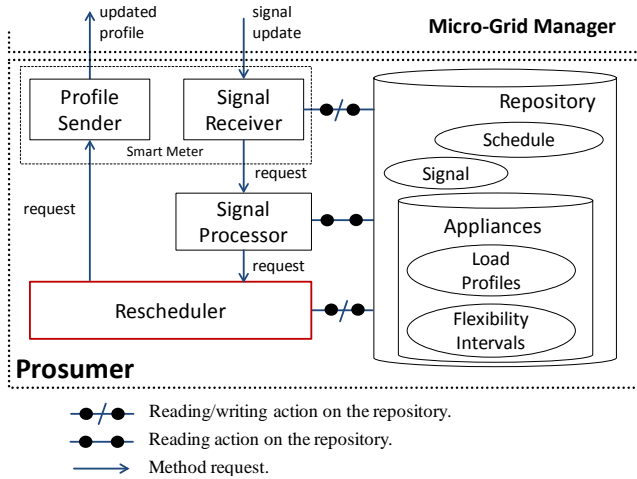 updated
profile
signal
update
Micro-Grid Manager
Profile
Sender
Signal
Receiver
Smart Meter
Repository
Schedule
Signal
request
request
Signal
Processor
request
Appliances
Load
Profiles
Rescheduler
Flexibility
Intervals
Prosumer
Reading/writing action on the repository.
Reading action on the repository.
Method request.